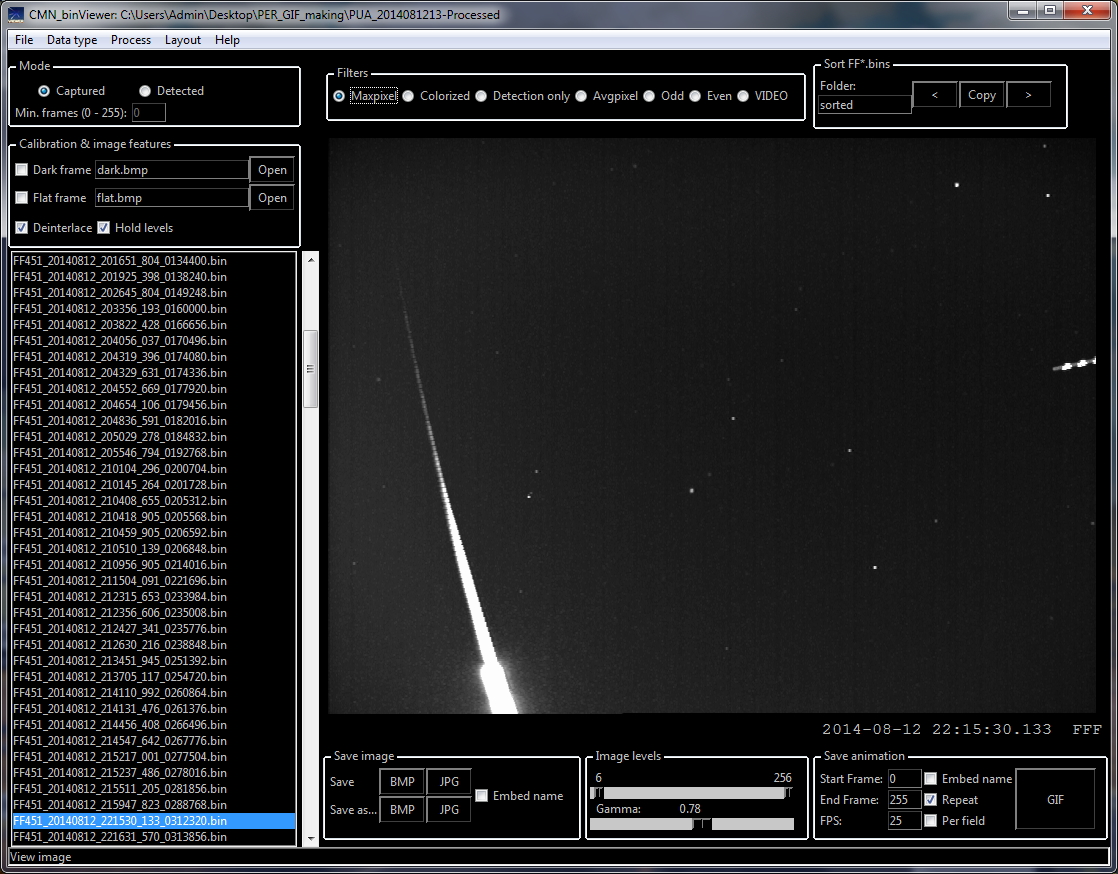 CMN_binViewer: C:\Users\Admin\Desktop\PER_GIF_making\PUA_2014081213-Processed
File Data type Process Layout Help
Mode
Captured Detected
Min. frames (0 - 255): 0
Filters
Maxpixel Colorized Detection only Avgpixel Odd Even VIDEO
Sort FF*.bins
Folder:
sorted
< Copy >
Calibration & image features
Dark frame dark.bmp Open
Flat frame flat.bmp Open
Deinterlace Hold levels
FF451_20140812_201651_804_0134400.bin
FF451_20140812_201925_398_0138240.bin
FF451_20140812_202645_804_0149248.bin
FF451_20140812_203356_193_0160000.bin
FF451_20140812_203822_428_0166656.bin
FF451_20140812_204056_037_0170496.bin
FF451_20140812_204319_396_0174080.bin
FF451_20140812_204329_631_0174336.bin
FF451_20140812_204552_669_0177920.bin
FF451_20140812_204654_106_0179456.bin
FF451_20140812_204836_591_0182016.bin
FF451_20140812_205029_278_0184832.bin
FF451_20140812_205546_794_0192768.bin
FF451_20140812_210104_296_0200704.bin
FF451_20140812_210145_264_0201728.bin
FF451_20140812_210408_655_0205312.bin
FF451_20140812_210418_905_0205568.bin
FF451_20140812_210459_905_0206592.bin
FF451_20140812_210510_139_0206848.bin
FF451_20140812_210956_905_0214016.bin
FF451_20140812_211504_091_0221696.bin
FF451_20140812_212315_653_0233984.bin
FF451_20140812_212356_606_0235008.bin
FF451_20140812_212427_341_0235776.bin
FF451_20140812_212630_216_0238848.bin
FF451_20140812_213451_945_0251392.bin
FF451_20140812_213705_117_0254720.bin
FF451_20140812_214110_992_0260864.bin
FF451_20140812_214131_476_0261376.bin
FF451_20140812_214456_408_0266496.bin
FF451_20140812_214547_642_0267776.bin
FF451_20140812_215217_001_0277504.bin
FF451_20140812_215237_486_0278016.bin
FF451_20140812_215511_205_0281856.bin
FF451_20140812_215947_823_0288768.bin
FF451_20140812_221530_133_0312320.bin
FF451_20140812_221631_570_0313856.bin
2014-08-12 22:15:30.133 FFF
Save image
Save BMP JPG
Save as... BMP JPG
Embed name
Image levels
6 256
Gamma: 0.78
Save animation
Start Frame: 0 Embed name
End Frame: 255 Repeat
FPS: 25 Per field
GIF
View image